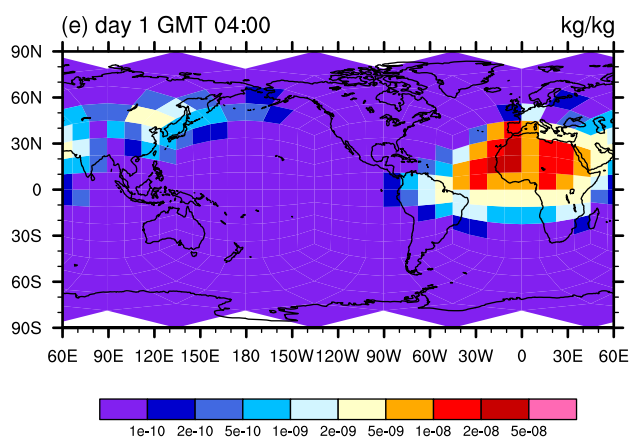 (e) day 1 GMT 04:00 kg/kg
90N
60N
30N
0
30S
60S
90S
60E 90E 120E 150E 180 150W 120W 90W 60W 30W 0 30E 60E
1e-10 2e-10 5e-10 1e-09 2e-09 5e-09 1e-08 2e-08 5e-08